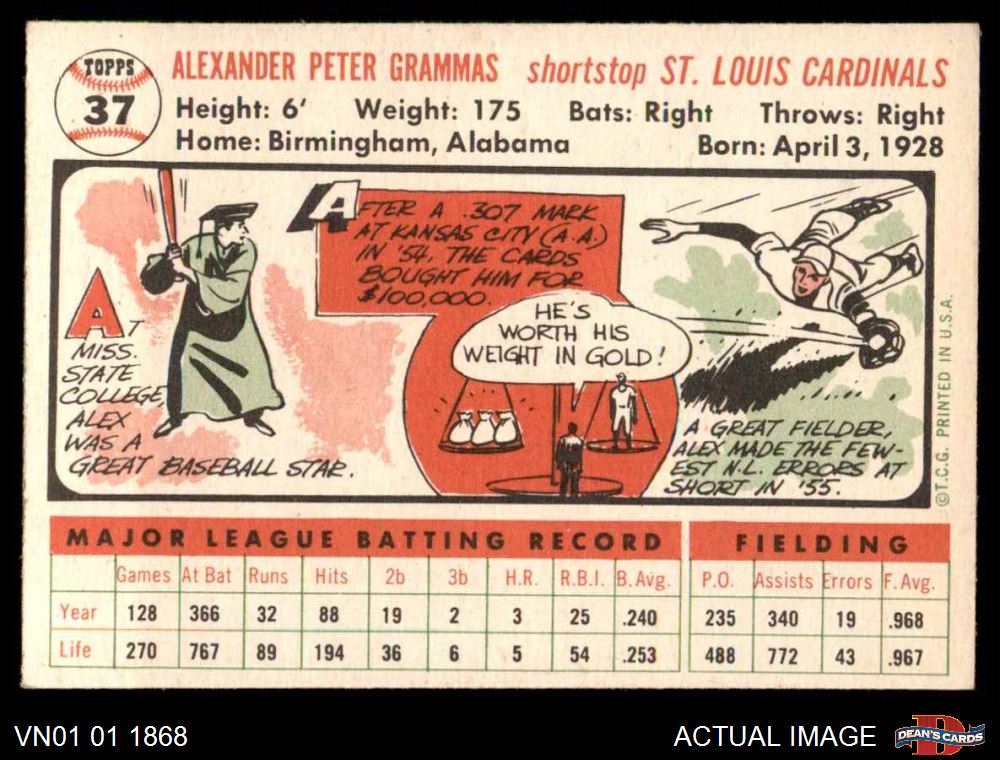 TOPPS
37
ALEXANDER PETER GRAMMAS shortstop ST. LOUIS CARDINALS
Height: 6' Weight: 175 Bats: Right Throws: Right
Home: Birmingham, Alabama Born: April 3, 1928
AT
MISS.
STATE
COLLEGE,
ALEX
WAS A
GREAT BASEBALL STAR.
AFTER A .307 MARK
AT KANSAS CITY (A.A.)
IN '54, THE CARDS
BOUGHT HIM FOR
$100,000.
HE'S
WORTH HIS
WEIGHT IN GOLD!
A GREAT FIELDER,
ALEX MADE THE FEW-
EST N.L. ERRORS AT
SHORT IN '55.
©T.C.G. PRINTED IN U.S.A.
MAJOR LEAGUE BATTING RECORD FIELDING
Games At Bat Runs Hits 2b 3b H.R. R.B.I. B. Avg. P.O. Assists Errors F. Avg.
Year 128 366 32 88 19 2 3 25 .240 235 340 19 .968
Life 270 767 89 194 36 6 5 54 .253 488 772 43 .967
VN01 01 1868 ACTUAL IMAGE
DEAN'S CARDS